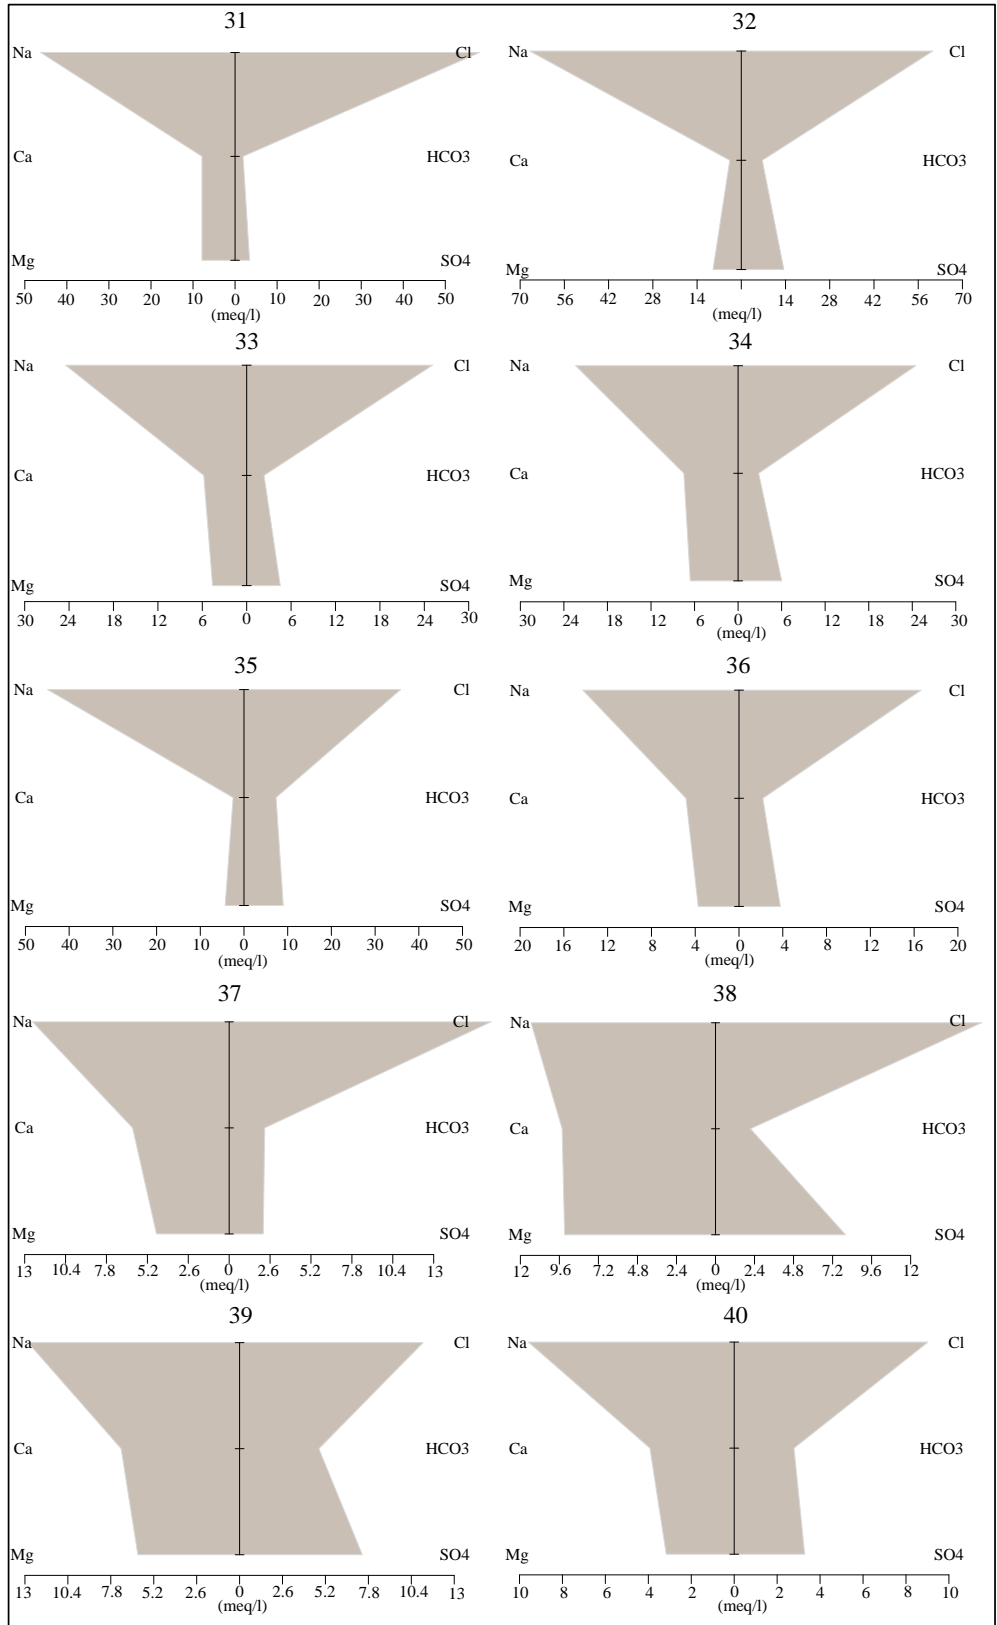 31
Na Cl
Ca HCO3
Mg SO4
50 40 30 20 10 0 10 20 30 40 50
(meq/l)
32
Na Cl
Ca HCO3
Mg SO4
70 56 42 28 14 14 28 42 56 70
(meq/l)
33
Na Cl
Ca HCO3
Mg SO4
30 24 18 12 6 0 6 12 18 24 30
34
Na Cl
Ca HCO3
Mg SO4
30 24 18 12 6 0 6 12 18 24 30
(meq/l)
35
Na Cl
Ca HCO3
Mg SO4
50 40 30 20 10 0 10 20 30 40 50
(meq/l)
36
Na Cl
Ca HCO3
Mg SO4
20 16 12 8 4 0 4 8 12 16 20
(meq/l)
37
Na Cl
Ca HCO3
Mg SO4
13 10.4 7.8 5.2 2.6 0 2.6 5.2 7.8 10.4 13
(meq/l)
38
Na Cl
Ca HCO3
Mg SO4
12 9.6 7.2 4.8 2.4 0 2.4 4.8 7.2 9.6 12
(meq/l)
39
Na Cl
Ca HCO3
Mg SO4
13 10.4 7.8 5.2 2.6 0 2.6 5.2 7.8 10.4 13
(meq/l)
40
Na Cl
Ca HCO3
Mg SO4
10 8 6 4 2 0 2 4 6 8 10
(meq/l)